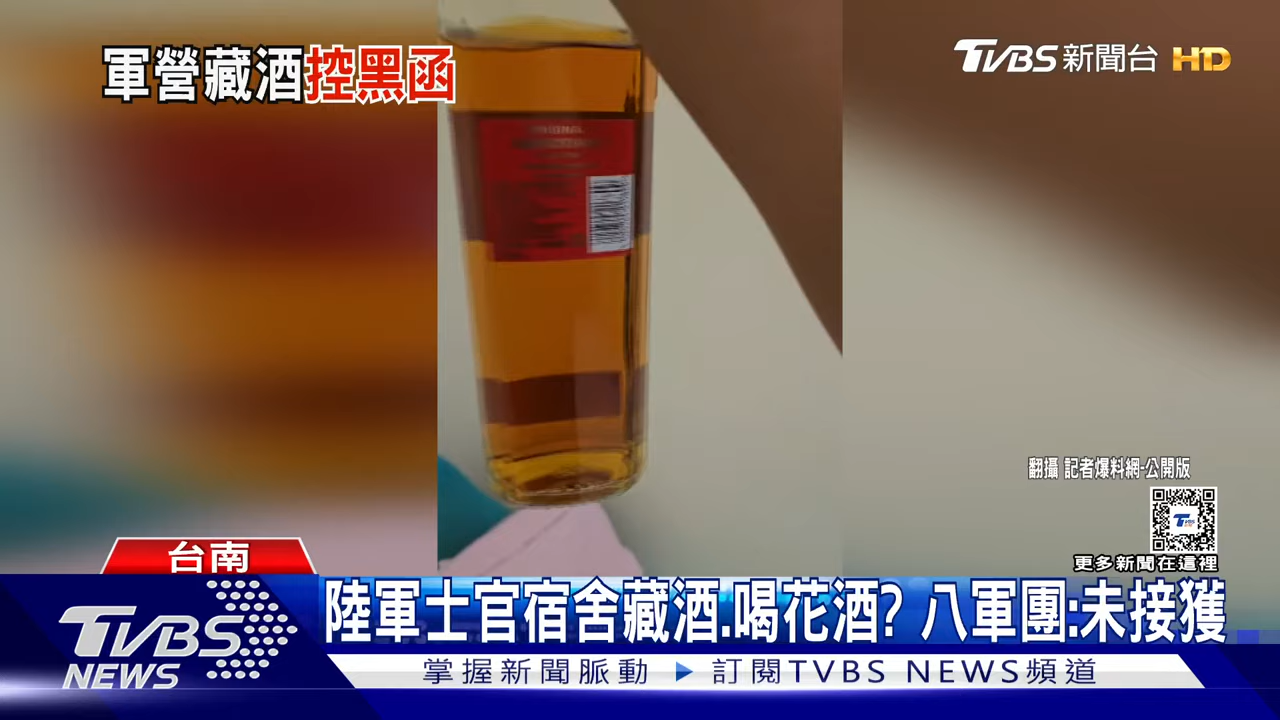 軍營藏酒控黑函
TVBS新聞台 HD
翻攝 記者爆料網-公開版
TVBS
更多新聞在這裡
台南
陸軍士官宿舍藏酒.喝花酒? 八軍團:未接獲
TVBS NEWS
掌握新聞脈動 ▶ 訂閱TVBS NEWS頻道